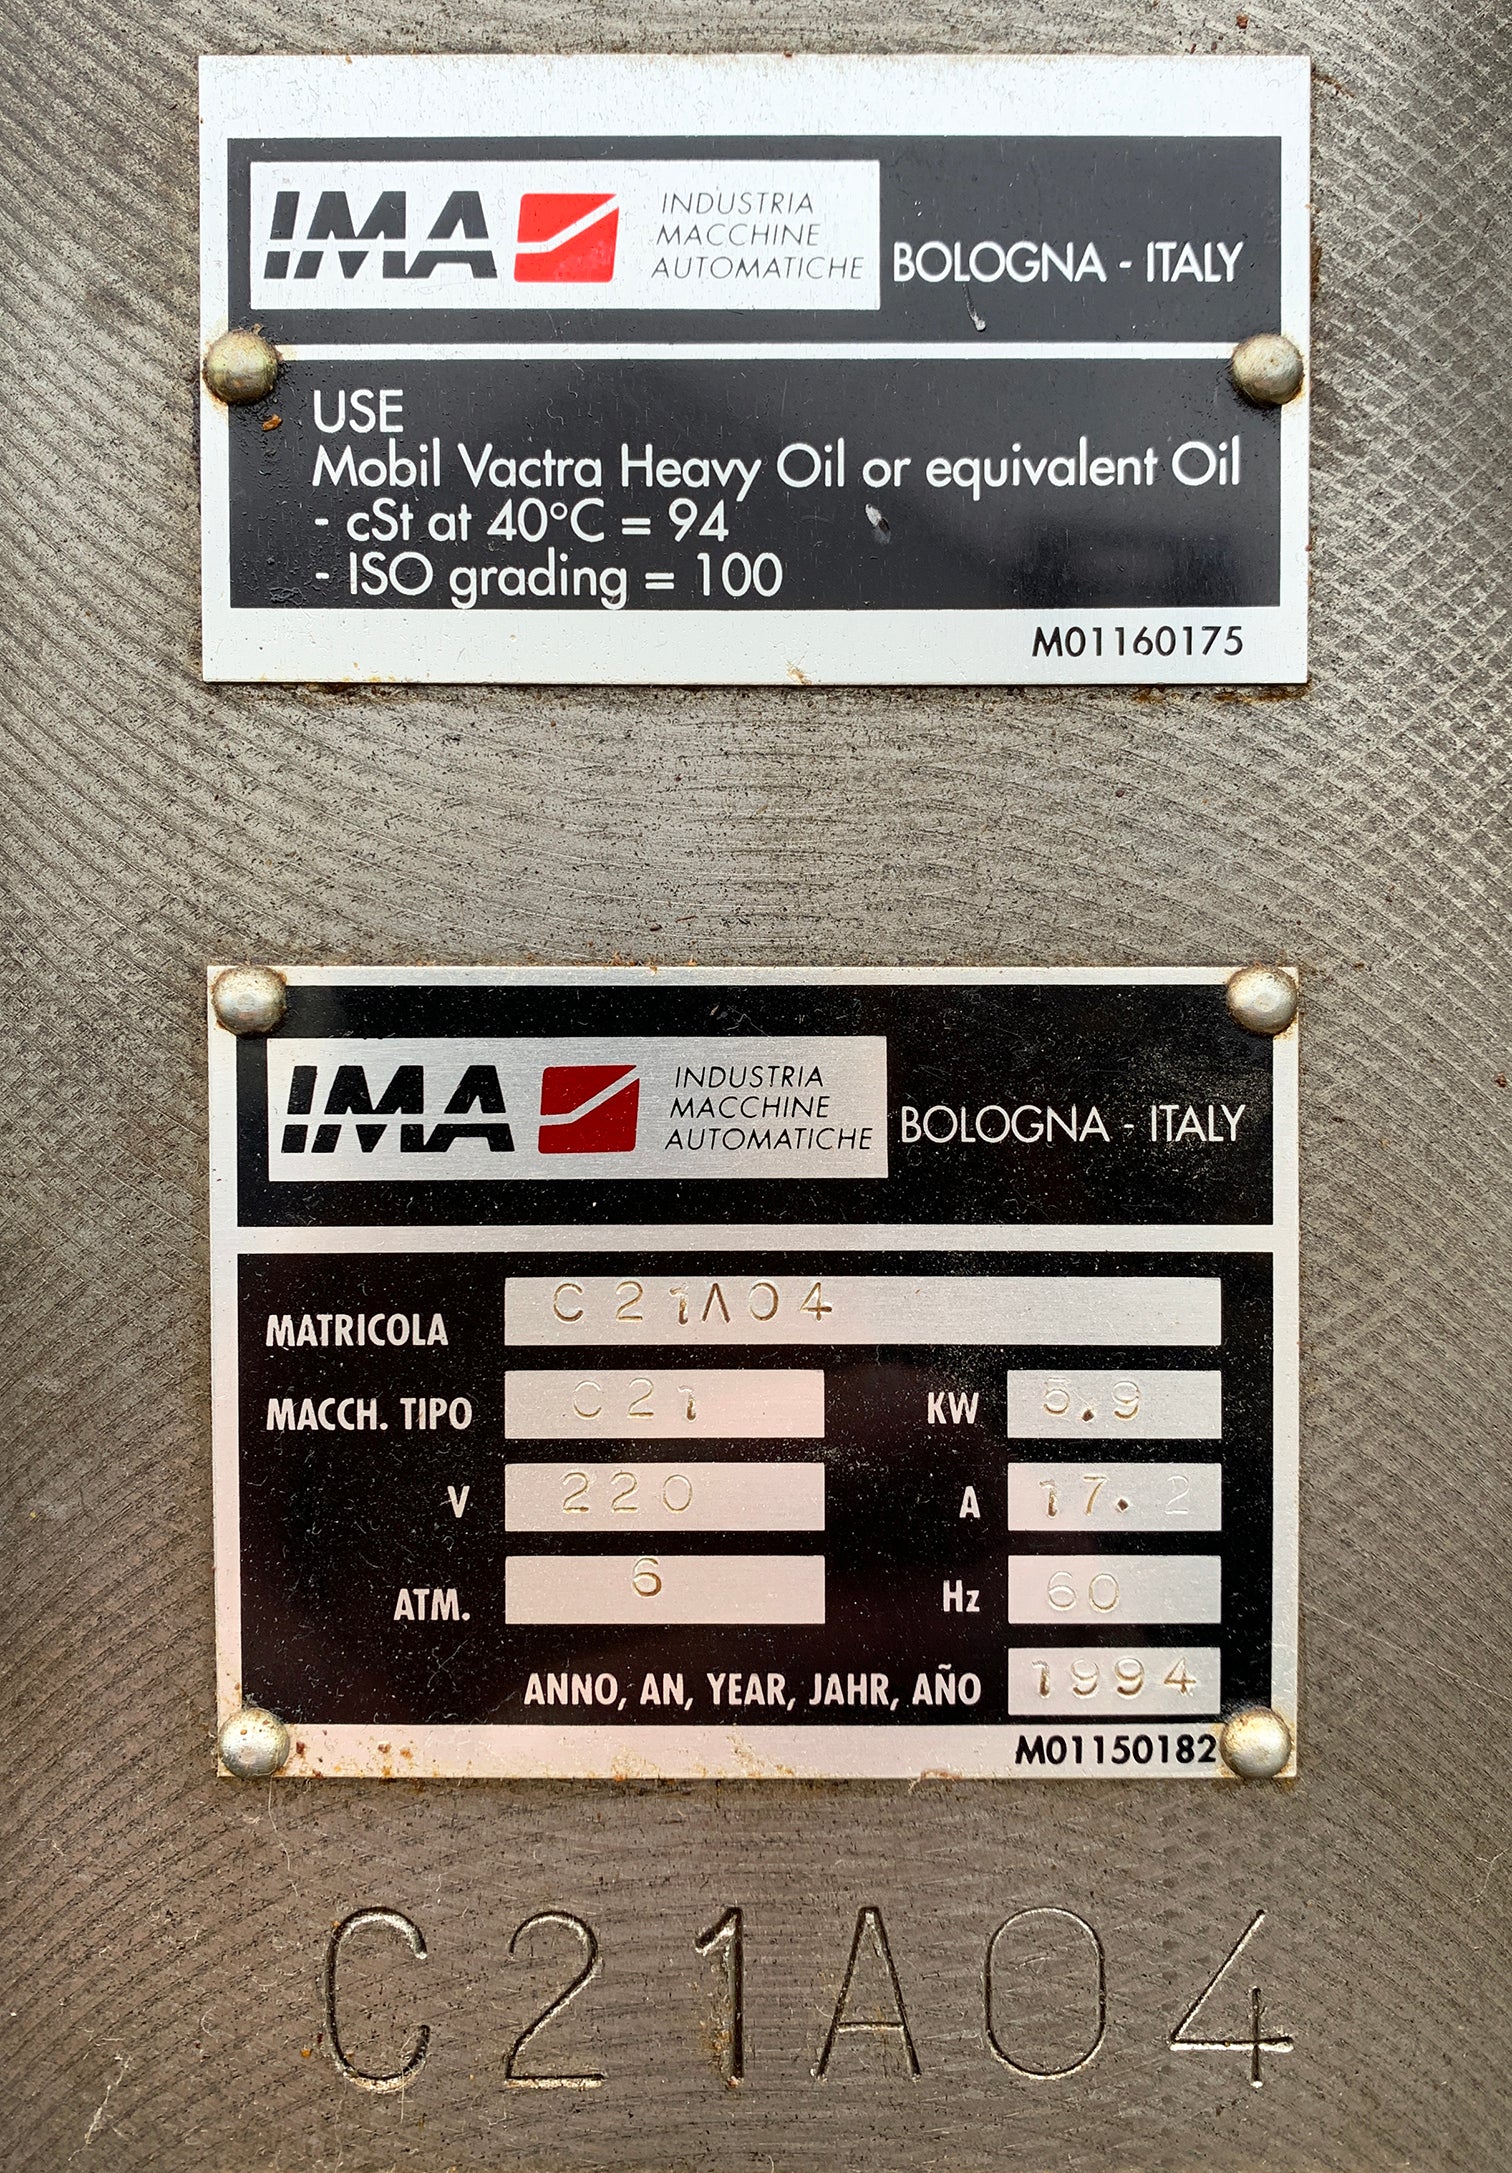 IMA INDUSTRIA
MACCHINE
AUTOMATICHE
BOLOGNA - ITALY
USE
Mobil Vactra Heavy Oil or equivalent Oil
- cSt at 40°C = 94
- ISO grading = 100
M01160175
IMA INDUSTRIA
MACCHINE
AUTOMATICHE
BOLOGNA - ITALY
MATRICOLA C21A04
MACCH. TIPO C21 KW 5.9
V 220 A 17.2
ATM. 6 Hz 60
ANNO, AN, YEAR, JAHR, AÑO 1994
M01150182
C21A04